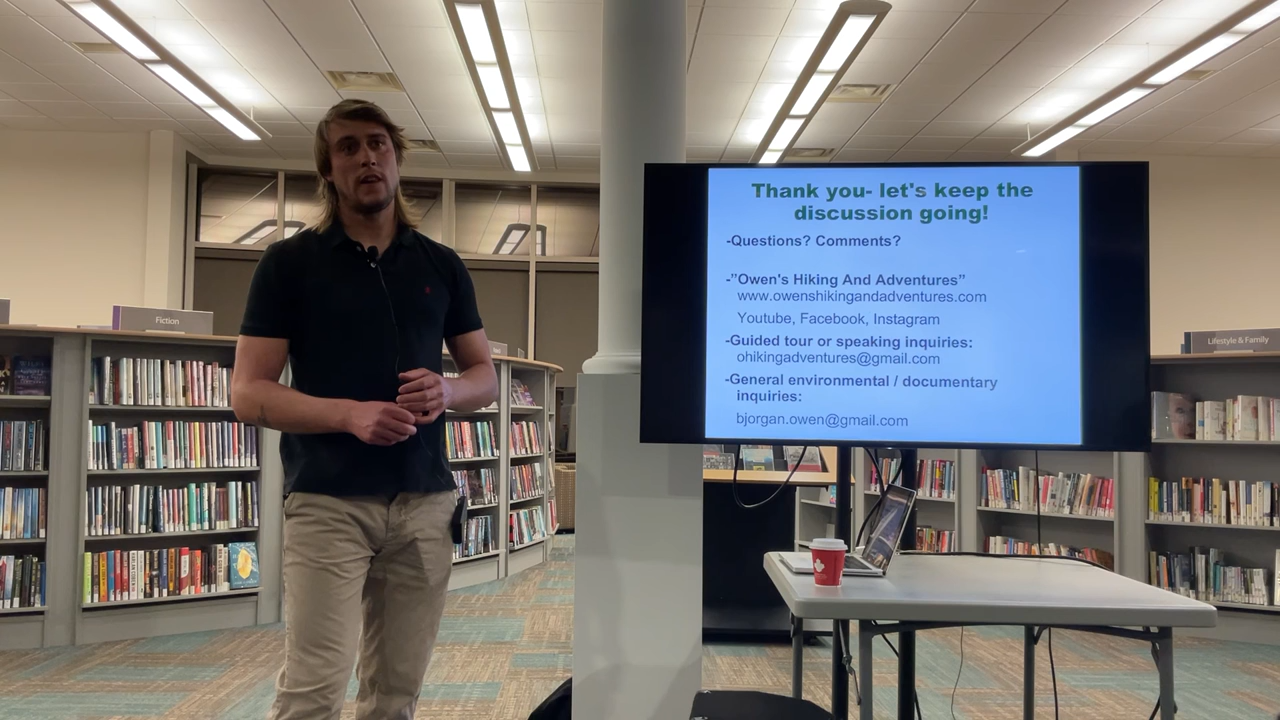 Thank you- let's keep the
discussion going!
-Questions? Comments?
-”Owen's Hiking And Adventures”
www.owenshikingandadventures.com
Youtube, Facebook, Instagram
-Guided tour or speaking inquiries:
ohikingadventures@gmail.com
-General environmental / documentary
inquiries:
bjorgan.owen@gmail.com
Fiction
Lifestyle & Family